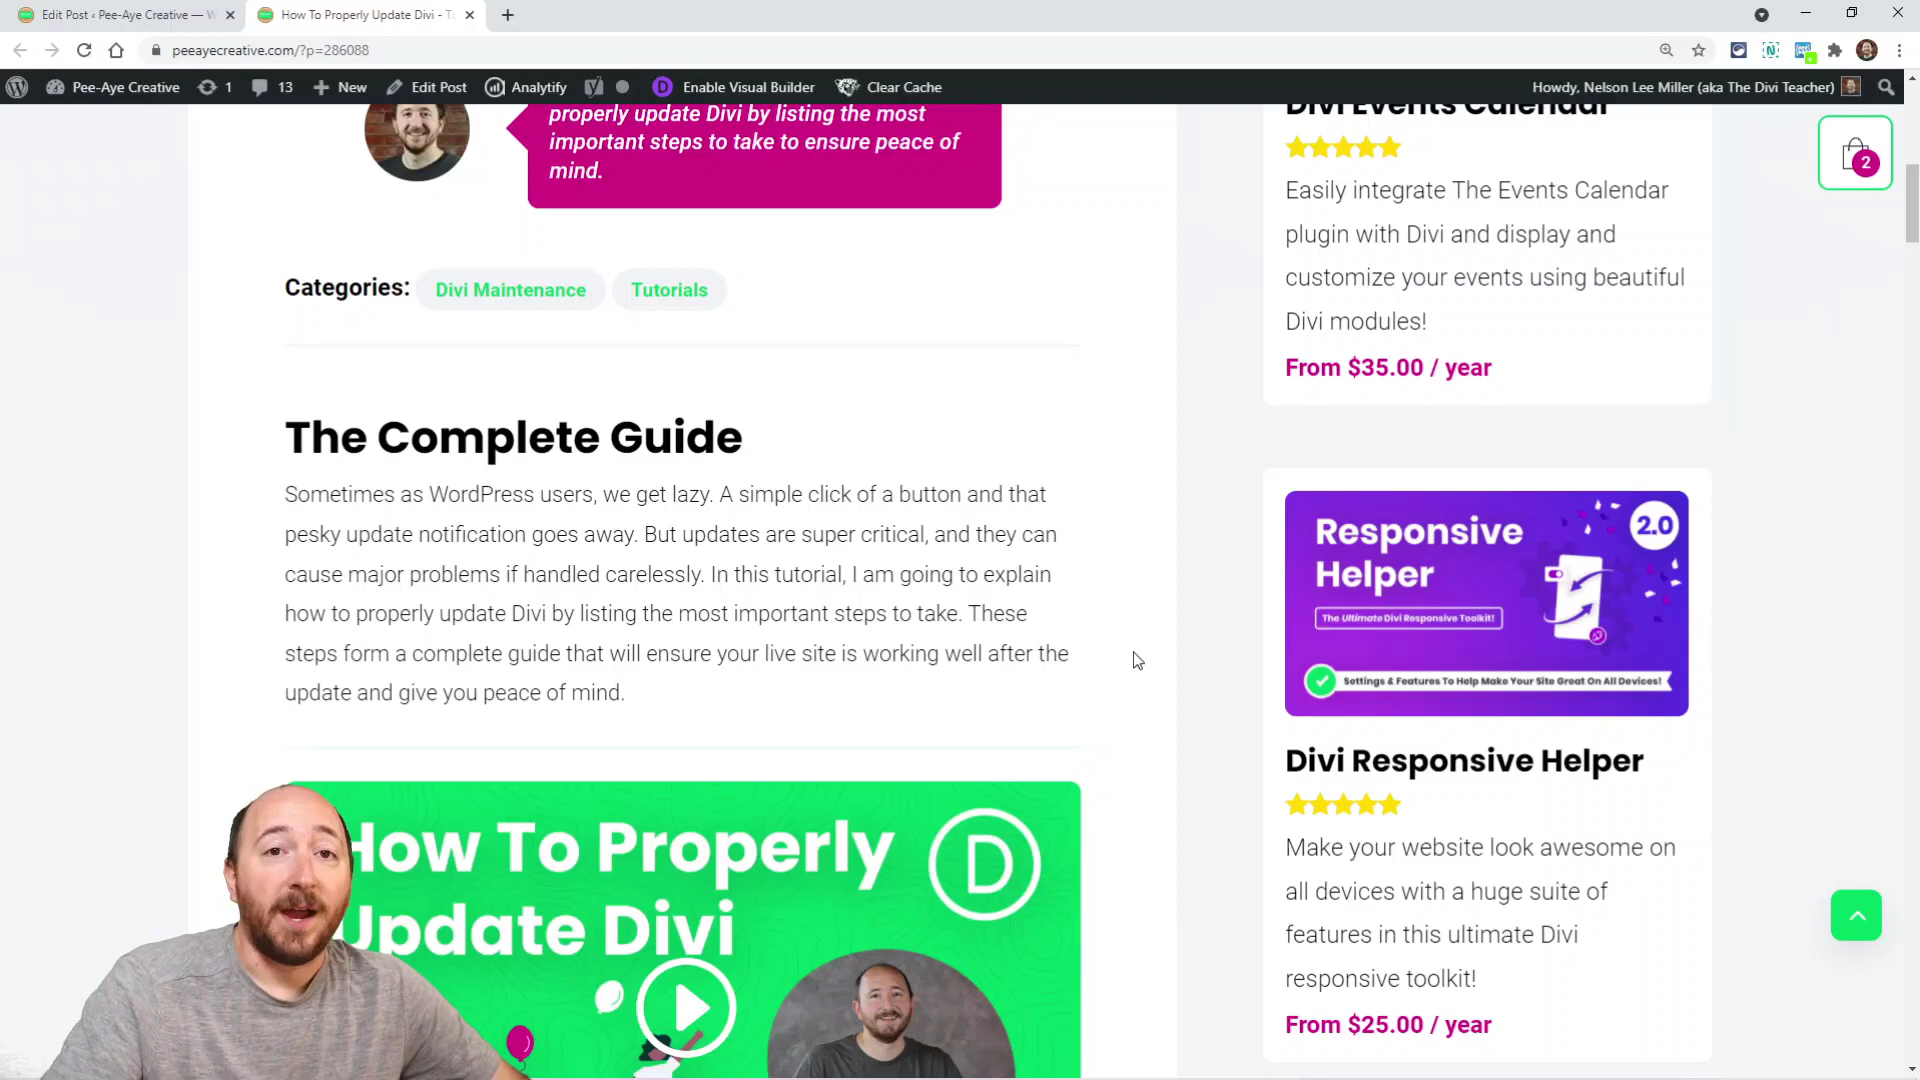 Edit Post ‹ Pee-Aye Creative — W
How To Properly Update Divi - Tu
peeayecreative.com/?p=286088
Pee-Aye Creative
1
13
New
Edit Post
Analytify
Enable Visual Builder
Clear Cache
Howdy, Nelson Lee Miller (aka The Divi Teacher)
properly update Divi by listing the most
important steps to take to ensure peace of
mind.
Categories: Divi Maintenance Tutorials
The Complete Guide
Sometimes as WordPress users, we get lazy. A simple click of a button and that
pesky update notification goes away. But updates are super critical, and they can
cause major problems if handled carelessly. In this tutorial, I am going to explain
how to properly update Divi by listing the most important steps to take. These
steps form a complete guide that will ensure your live site is working well after the
update and give you peace of mind.
How To Properly
Update Divi
D
Divi Events Calendar
Easily integrate The Events Calendar
plugin with Divi and display and
customize your events using beautiful
Divi modules!
From $35.00 / year
2
Responsive
Helper
2.0
The Ultimate Divi Responsive Toolkit!
Settings & Features To Help Make Your Site Great On All Devices!
Divi Responsive Helper
Make your website look awesome on
all devices with a huge suite of
features in this ultimate Divi
responsive toolkit!
From $25.00 / year